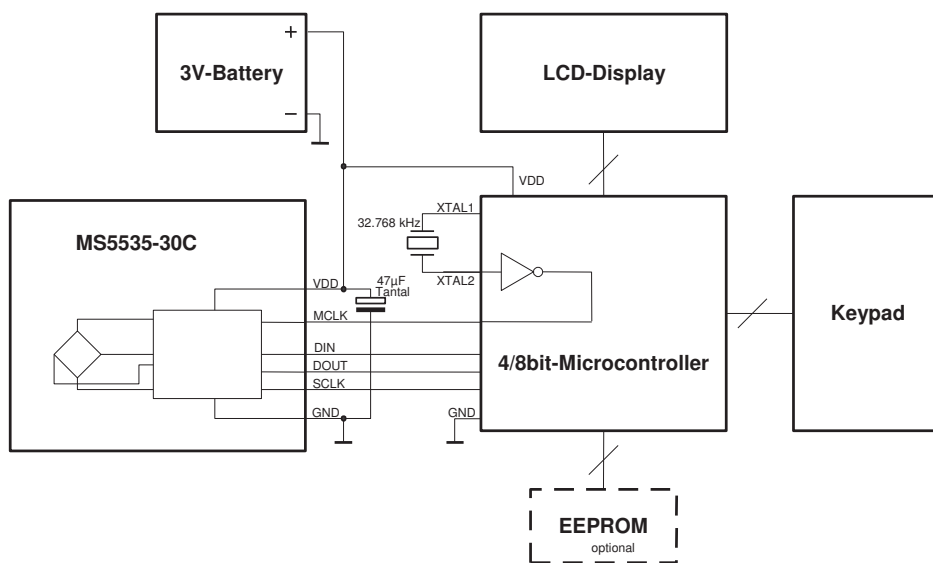 +
3V-Battery
−
LCD-Display
VDD
MS5535-30C
32.768 kHz
XTAL1
XTAL2
VDD
47µF
Tantal
MCLK
DIN
DOUT
SCLK
GND
4/8bit-Microcontroller
GND
Keypad
EEPROM
optional